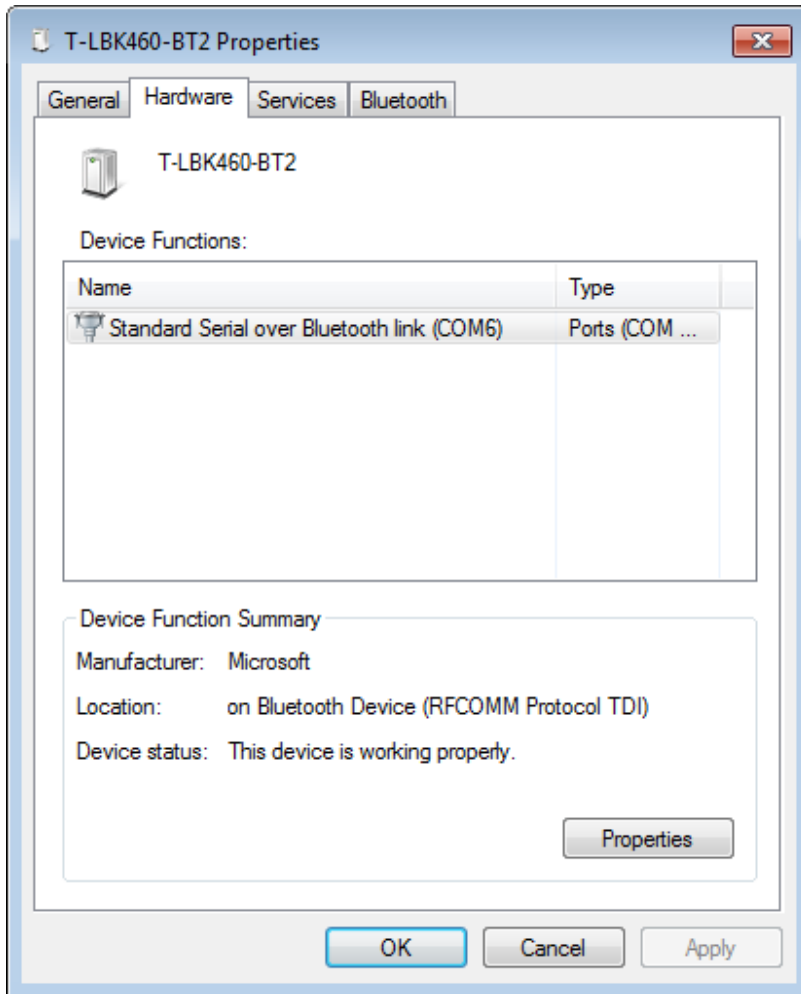 T-LBK460-BT2 Properties
General Hardware Services Bluetooth
T-LBK460-BT2
Device Functions:
Name Type
Standard Serial over Bluetooth link (COM6) Ports (COM ...
Device Function Summary
Manufacturer: Microsoft
Location: on Bluetooth Device (RFCOMM Protocol TDI)
Device status: This device is working properly.
Properties
OK Cancel Apply